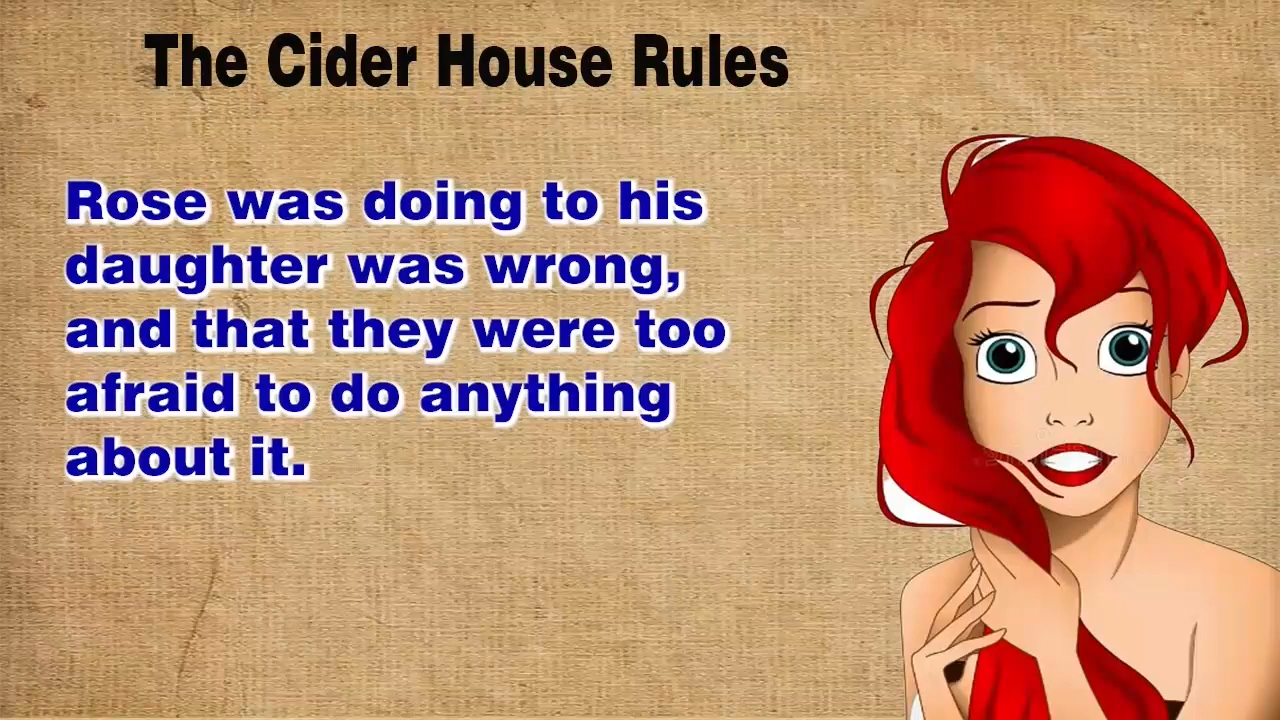 The Cider House Rules
Rose was doing to his
daughter was wrong,
and that they were too
afraid to do anything
about it.